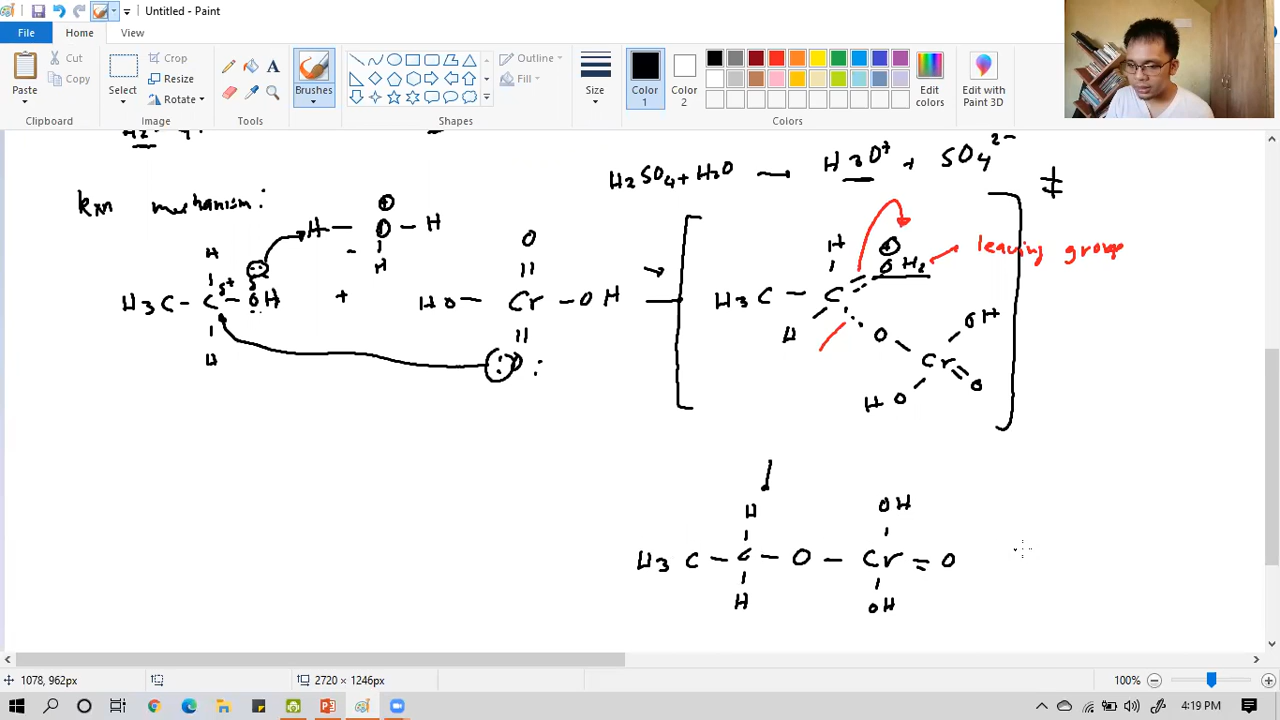 Untitled - Paint
File Home View
Paste Cut Copy Clipboard
Select Crop Resize Rotate Image
Tools
Brushes
Shapes Outline Fill
Size
Color 1 Color 2 Edit colors Edit with Paint 3D Colors
H2SO4 + H2O → H3O+ + SO4 2-
‡
rxn mechanism:
H – O – H
⊕
H
H
H3C – C – OH
δ+
H
+
O
HO – Cr – OH
O
→
H
⊕
OH2
H3C – C
H
O
OH
Cr
O
HO
leaving group
H
OH
H3C – C – O – Cr = O
H
OH
1078, 962px
2720 × 1246px
100%
4:19 PM